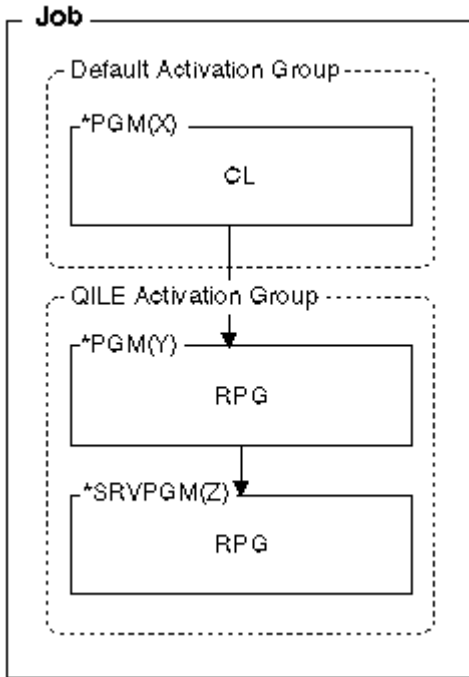 Job
Default Activation Group
*PGM(X)
CL
QILE Activation Group
*PGM(Y)
RPG
*SRVPGM(Z)
RPG